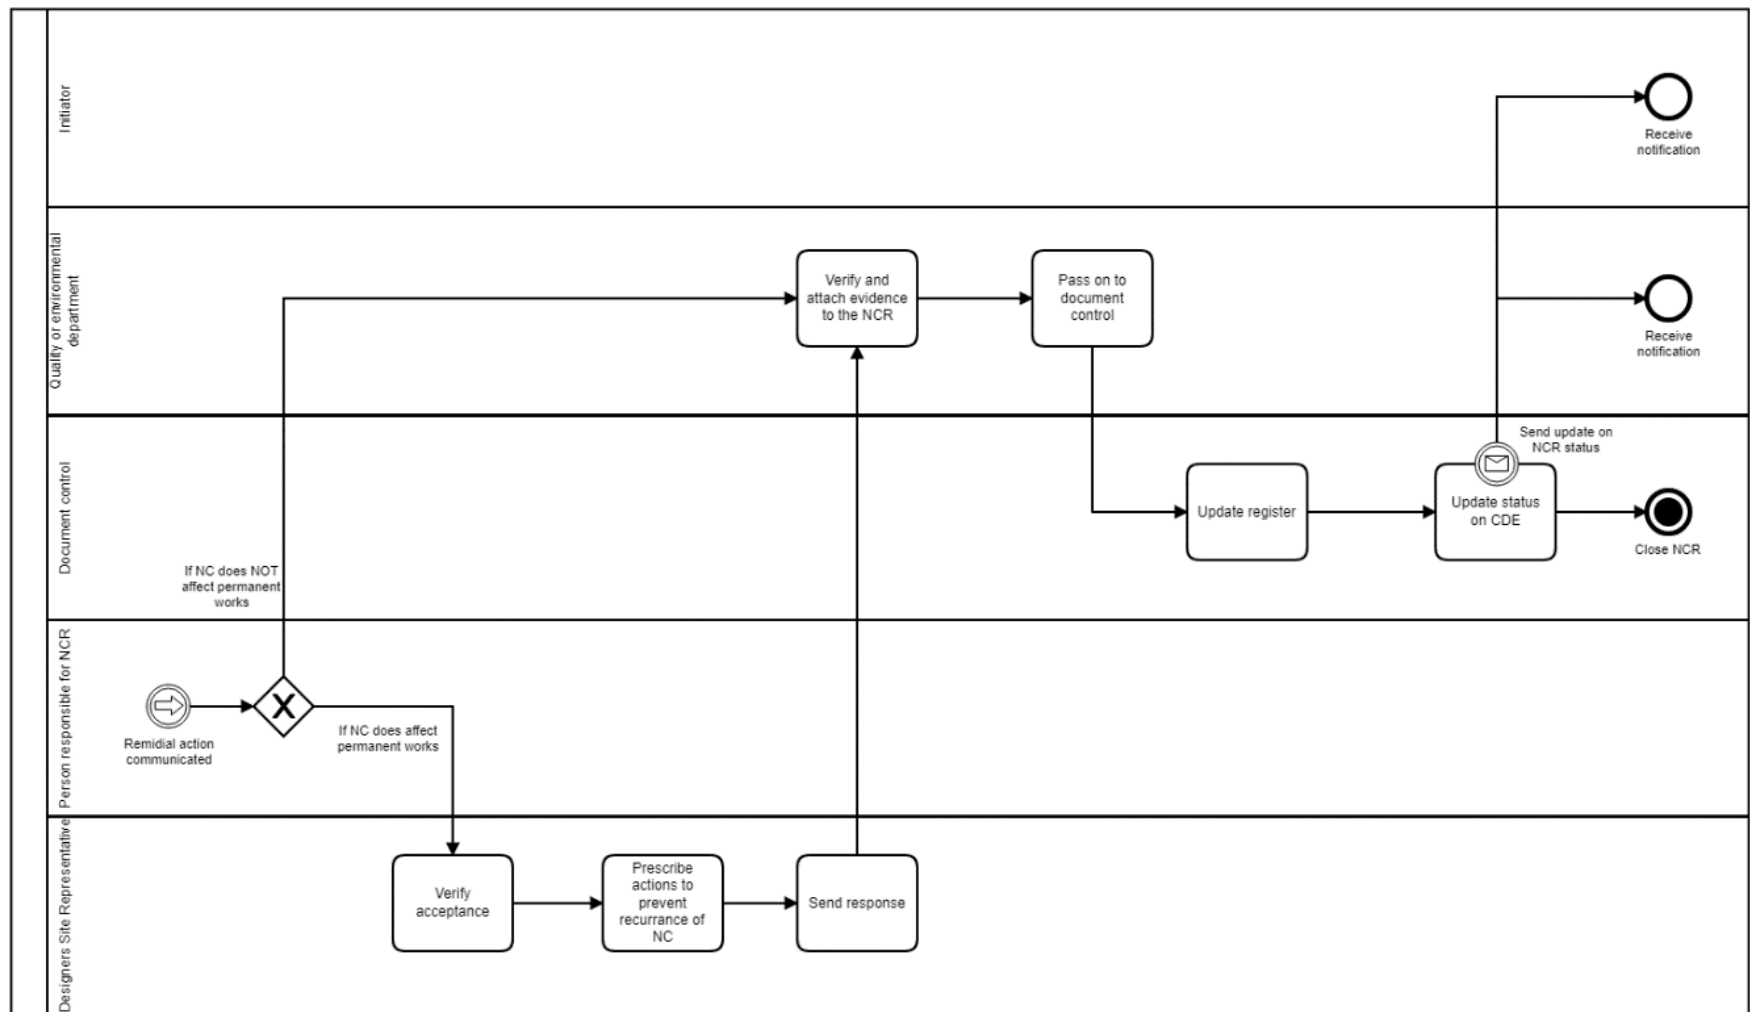 Initiator
Receive
notification
Quality or environmental
department
Verify and
attach evidence
to the NCR
Pass on to
document
control
Receive
notification
Document control
If NC does NOT
affect permanent
works
Update register
Send update on
NCR status
Update status
on CDE
Close NCR
Person responsible for NCR
Remidial action
communicated
X
If NC does affect
permanent works
Designers Site Representative
Verify
acceptance
Prescribe
actions to
prevent
recurrance of
NC
Send response